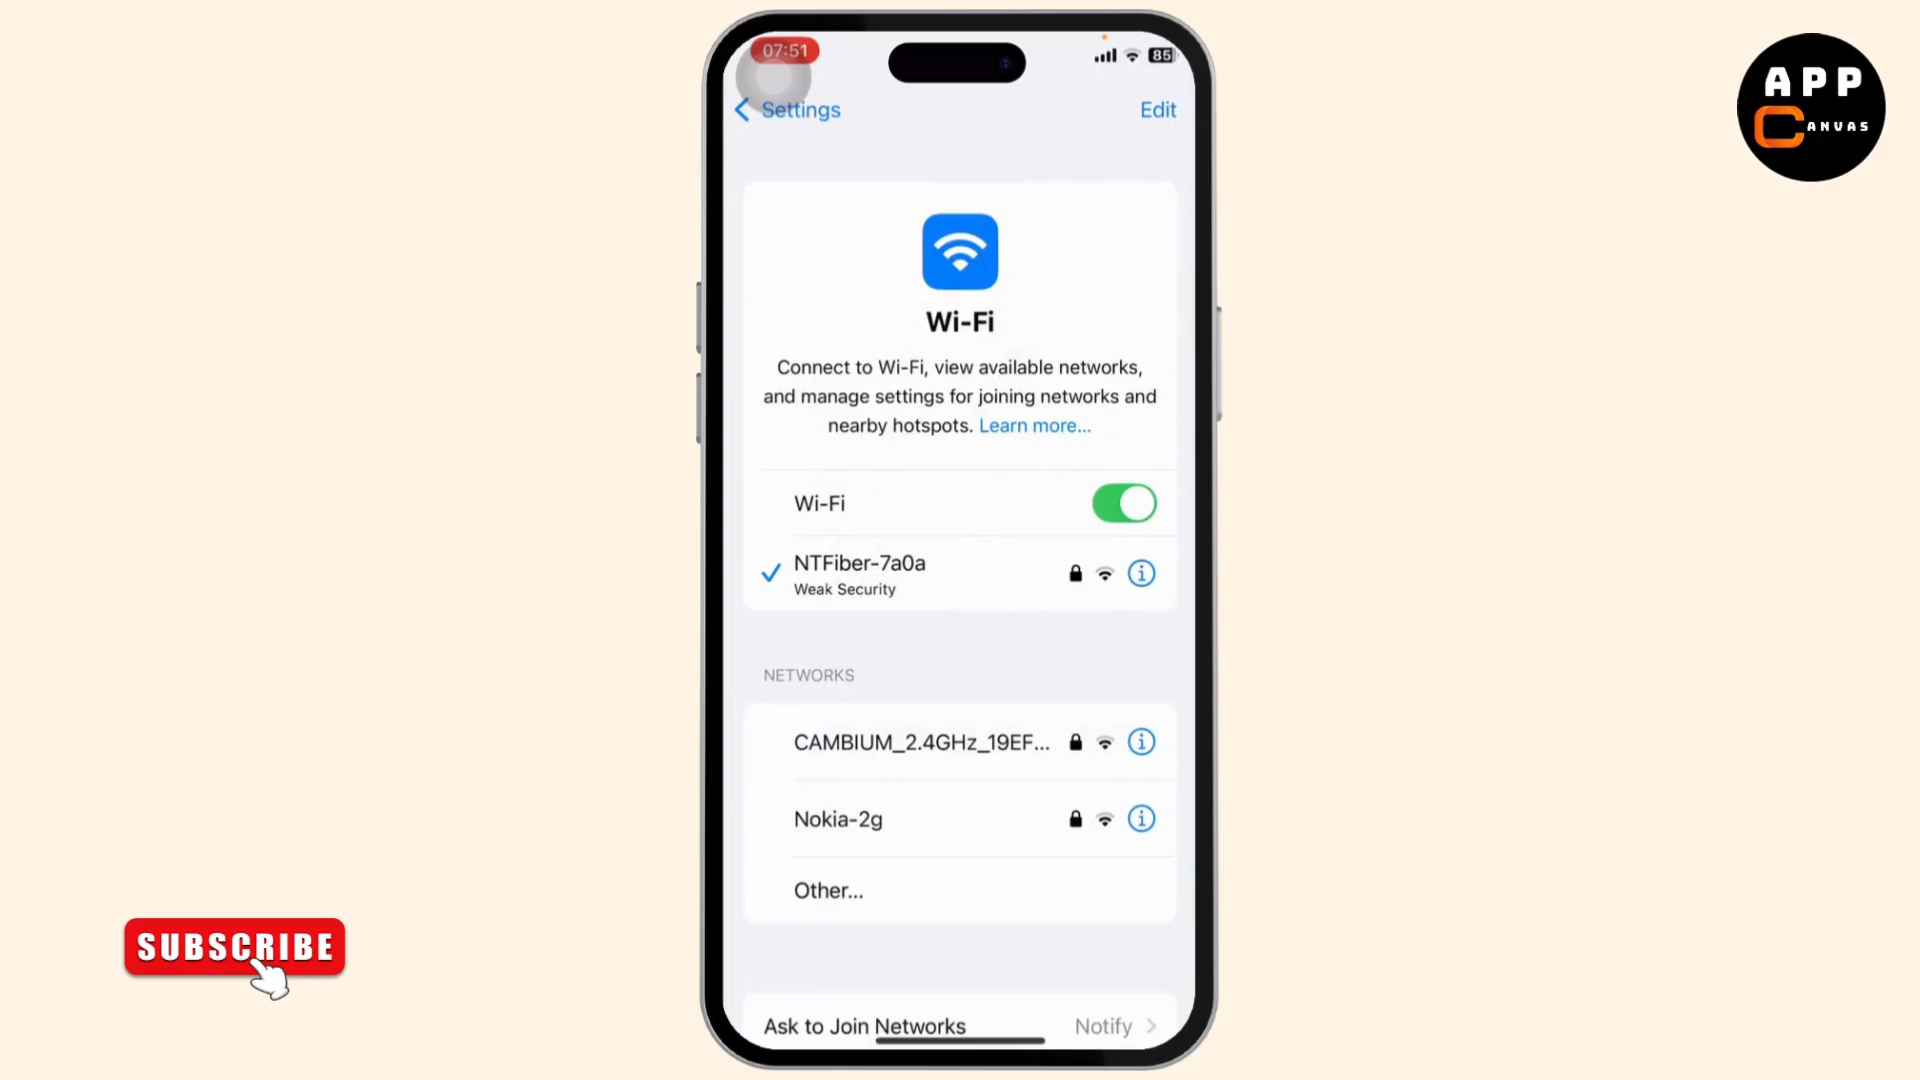 07:51
85
Settings
Edit
APP
CANVAS
Wi-Fi
Connect to Wi-Fi, view available networks,
and manage settings for joining networks and
nearby hotspots. Learn more...
Wi-Fi
NTFiber-7a0a
Weak Security
NETWORKS
CAMBIUM_2.4GHz_19EF...
Nokia-2g
Other...
SUBSCRIBE
Ask to Join Networks
Notify